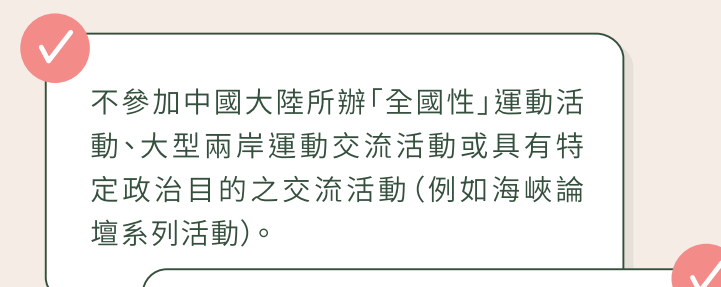 不參加中國大陸所辦「全國性」運動活
動、大型兩岸運動交流活動或具有特
定政治目的之交流活動（例如海峽論
壇系列活動）。